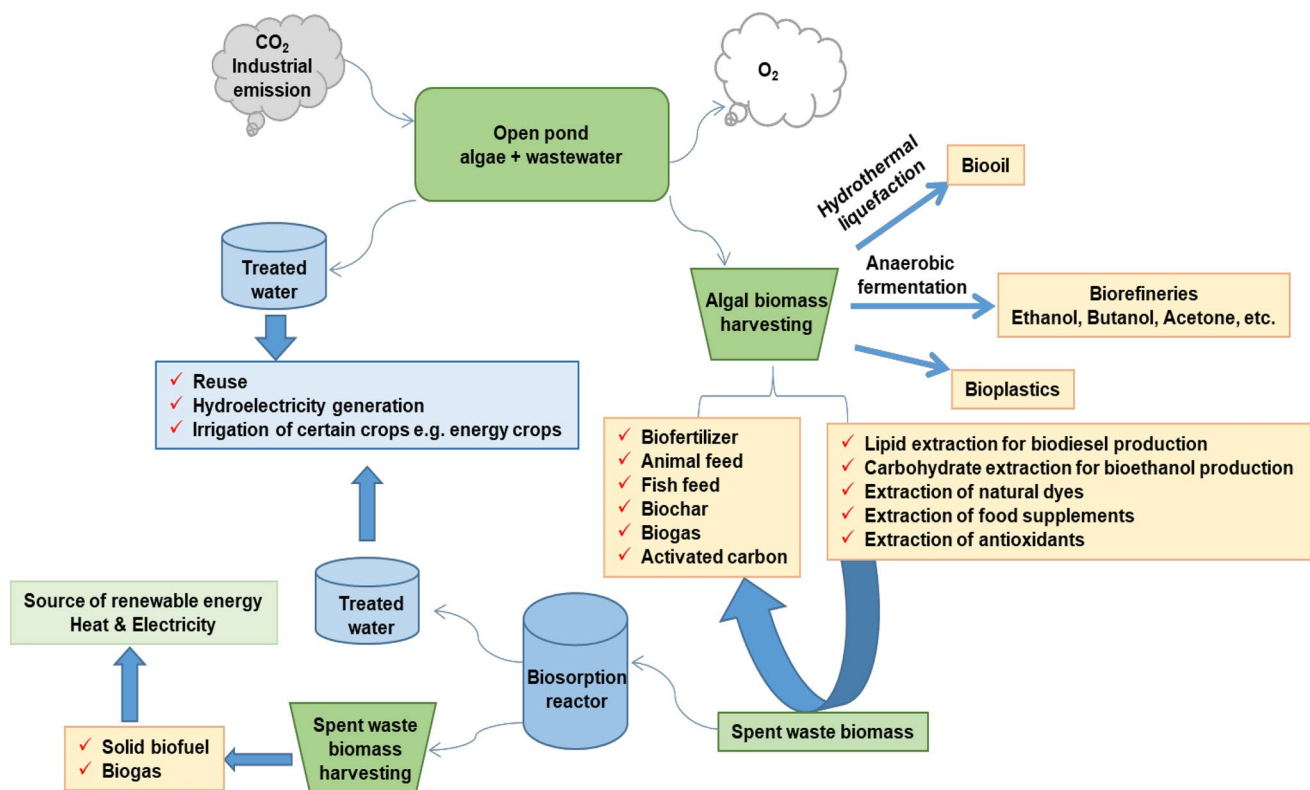 CO₂
Industrial
emission
O₂
Open pond
algae + wastewater
Hydrothermal
liquefaction
Biooil
Treated
water
Anaerobic
fermentation
Algal biomass
harvesting
Biorefineries
Ethanol, Butanol, Acetone, etc.
Bioplastics
✓ Reuse
✓ Hydroelectricity generation
✓ Irrigation of certain crops e.g. energy crops
✓ Biofertilizer
✓ Animal feed
✓ Fish feed
✓ Biochar
✓ Biogas
✓ Activated carbon
✓ Lipid extraction for biodiesel production
✓ Carbohydrate extraction for bioethanol production
✓ Extraction of natural dyes
✓ Extraction of food supplements
✓ Extraction of antioxidants
Source of renewable energy
Heat & Electricity
Treated
water
Biosorption
reactor
Spent waste biomass
Spent waste
biomass
harvesting
✓ Solid biofuel
✓ Biogas